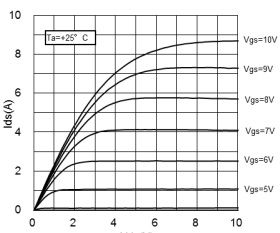 10
8
6
4
2
0
Ids(A)
Ta=+25° C
Vgs=10V
Vgs=9V
Vgs=8V
Vgs=7V
Vgs=6V
Vgs=5V
0 2 4 6 8 10